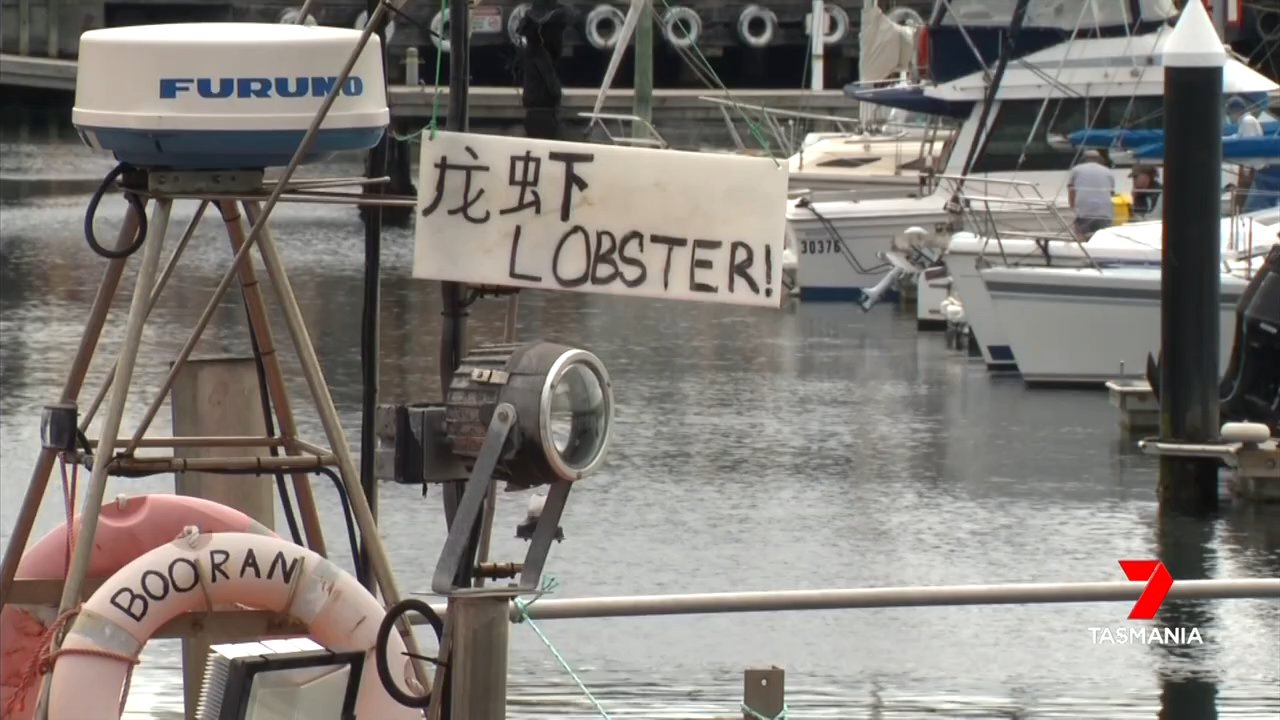 FURUNO
龙虾
LOBSTER!
30376
BOORAN
7
TASMANIA